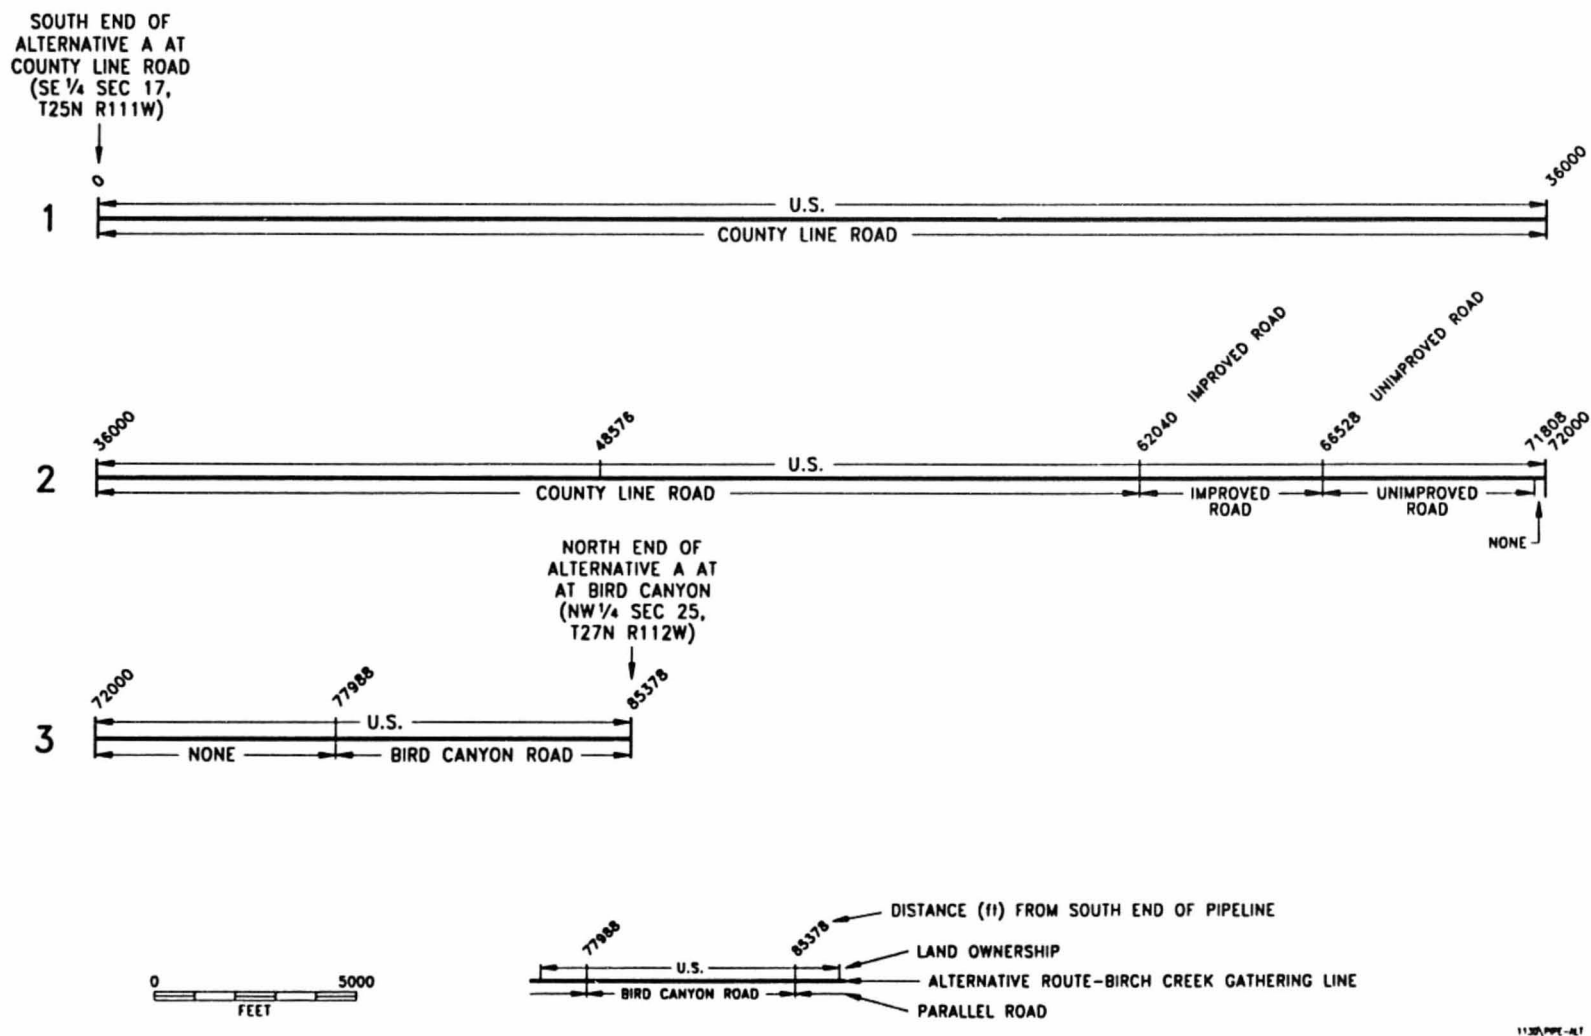 SOUTH END OF
ALTERNATIVE A AT
COUNTY LINE ROAD
(SE 1/4 SEC 17,
T25N R111W)
0
36000
1
U.S.
COUNTY LINE ROAD
36000
48576
62040 IMPROVED ROAD
66528 UNIMPROVED ROAD
71808
72000
2
U.S.
COUNTY LINE ROAD
IMPROVED
ROAD
UNIMPROVED
ROAD
NONE
NORTH END OF
ALTERNATIVE A AT
AT BIRD CANYON
(NW 1/4 SEC 25,
T27N R112W)
72000
77988
85378
3
U.S.
NONE
BIRD CANYON ROAD
0
5000
FEET
77988
85378
DISTANCE (ft) FROM SOUTH END OF PIPELINE
U.S.
LAND OWNERSHIP
ALTERNATIVE ROUTE-BIRCH CREEK GATHERING LINE
BIRD CANYON ROAD
PARALLEL ROAD